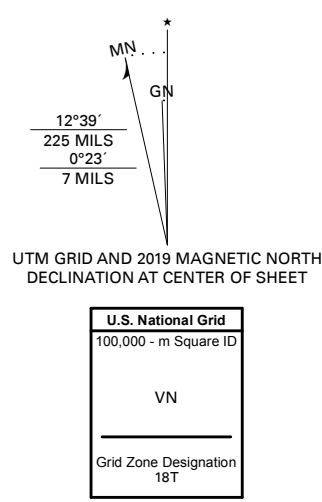 MN
GN
12°39´
225 MILS
0°23´
7 MILS
UTM GRID AND 2019 MAGNETIC NORTH
DECLINATION AT CENTER OF SHEET
U.S. National Grid
100,000 - m Square ID
VN
Grid Zone Designation
18T